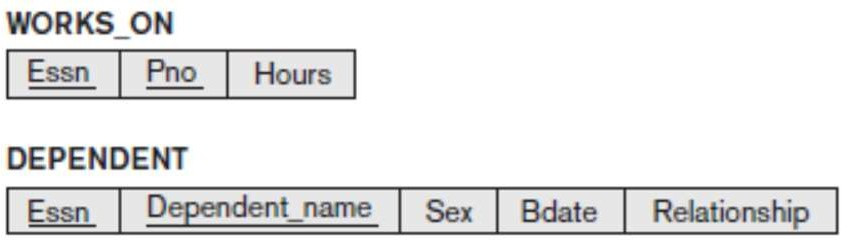 WORKS_ON
Essn Pno Hours
DEPENDENT
Essn Dependent_name Sex Bdate Relationship